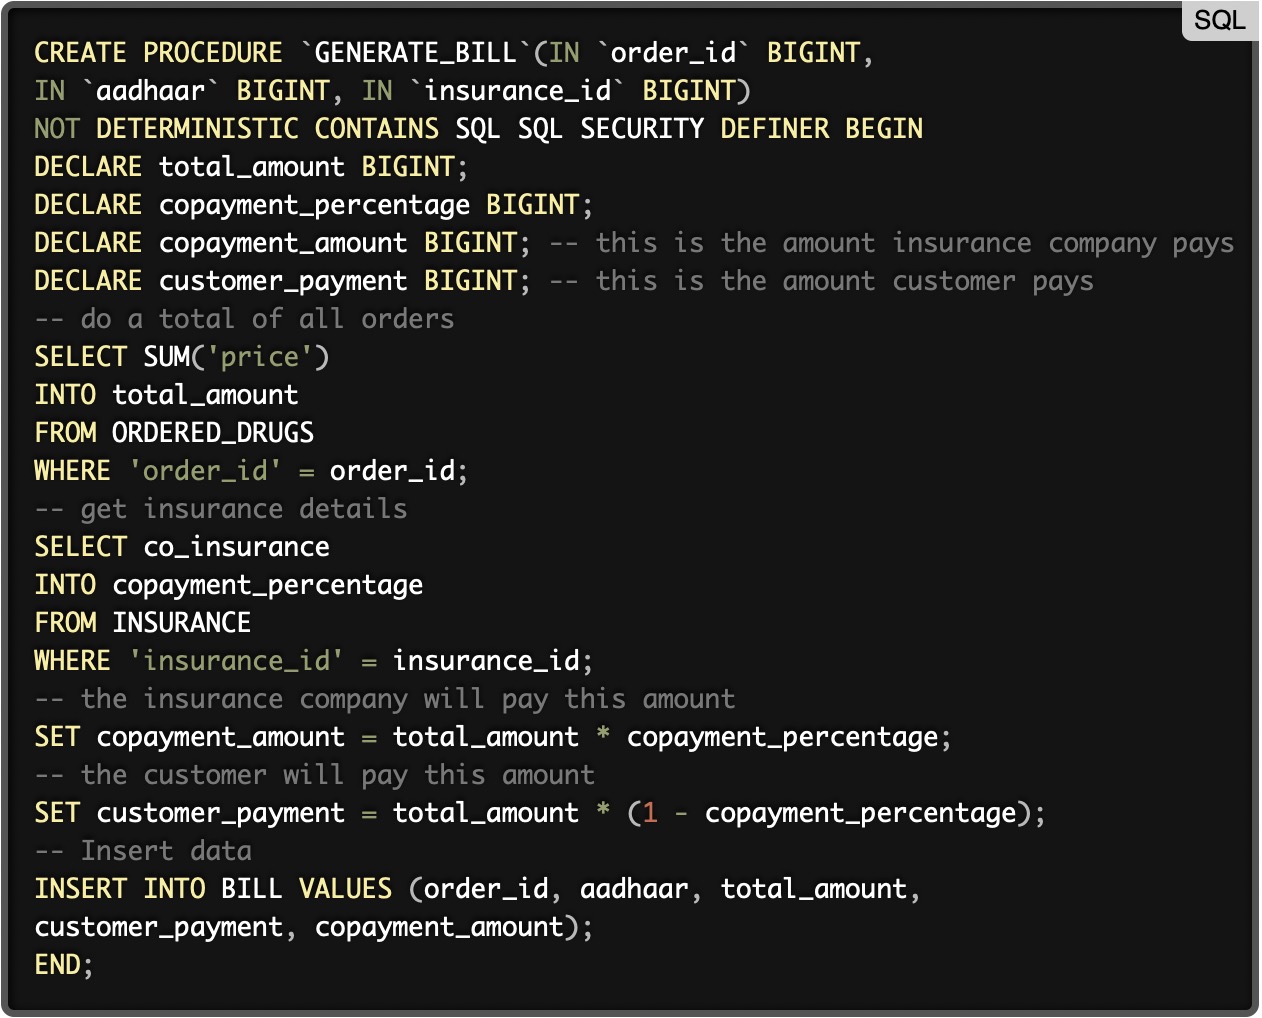 SQL
CREATE PROCEDURE `GENERATE_BILL`(IN `order_id` BIGINT,
IN `aadhaar` BIGINT, IN `insurance_id` BIGINT)
NOT DETERMINISTIC CONTAINS SQL SQL SECURITY DEFINER BEGIN
DECLARE total_amount BIGINT;
DECLARE copayment_percentage BIGINT;
DECLARE copayment_amount BIGINT; -- this is the amount insurance company pays
DECLARE customer_payment BIGINT; -- this is the amount customer pays
-- do a total of all orders
SELECT SUM('price')
INTO total_amount
FROM ORDERED_DRUGS
WHERE 'order_id' = order_id;
-- get insurance details
SELECT co_insurance
INTO copayment_percentage
FROM INSURANCE
WHERE 'insurance_id' = insurance_id;
-- the insurance company will pay this amount
SET copayment_amount = total_amount * copayment_percentage;
-- the customer will pay this amount
SET customer_payment = total_amount * (1 - copayment_percentage);
-- Insert data
INSERT INTO BILL VALUES (order_id, aadhaar, total_amount,
customer_payment, copayment_amount);
END;